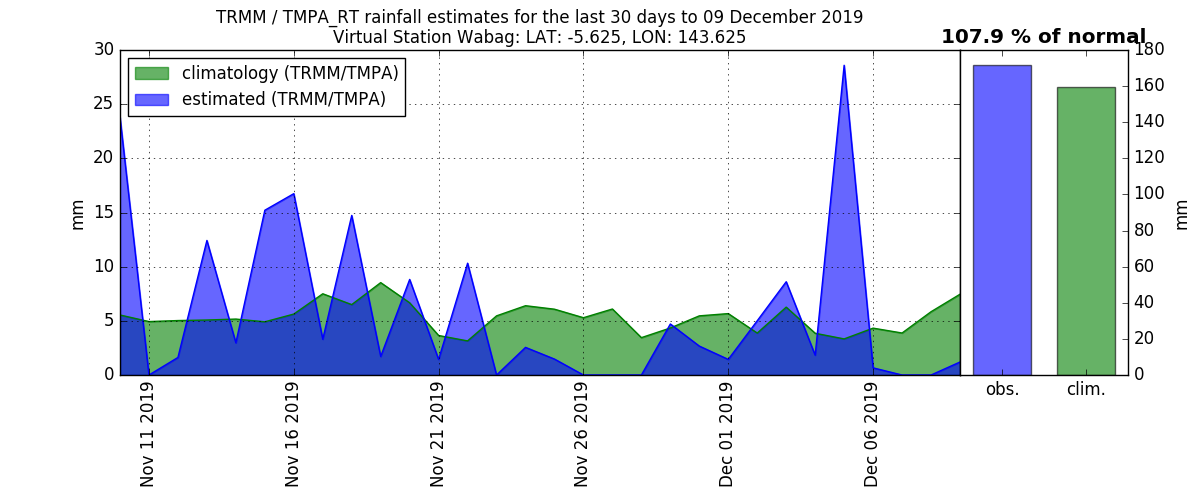 TRMM / TMPA_RT rainfall estimates for the last 30 days to 09 December 2019
Virtual Station Wabag: LAT: -5.625, LON: 143.625
107.9 % of normal
climatology (TRMM/TMPA)
estimated (TRMM/TMPA)
mm
30
25
20
15
10
5
0
Nov 11 2019
Nov 16 2019
Nov 21 2019
Nov 26 2019
Dec 01 2019
Dec 06 2019
180
160
140
120
100
80
60
40
20
0
mm
obs.
clim.